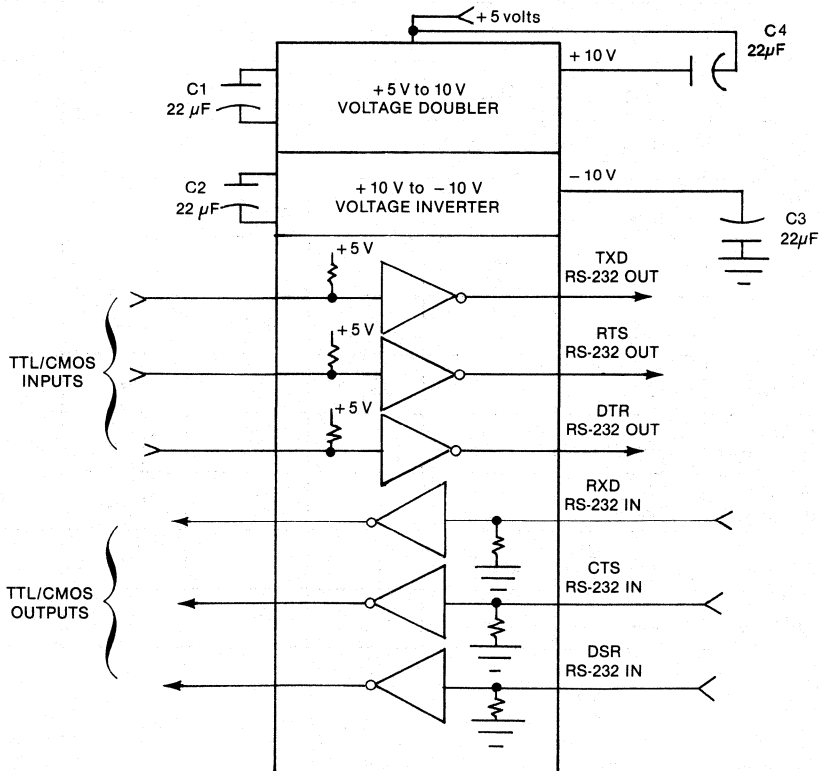 +5 volts
C4
22µF
+10V
C1
22 µF
+5 V to 10 V
VOLTAGE DOUBLER
-10V
C2
22 µF
+10 V to -10 V
VOLTAGE INVERTER
C3
22µF
+5 V
TXD
RS-232 OUT
+5 V
RTS
RS-232 OUT
TTL/CMOS
INPUTS
+5 V
DTR
RS-232 OUT
RXD
RS-232 IN
CTS
RS-232 IN
TTL/CMOS
OUTPUTS
DSR
RS-232 IN